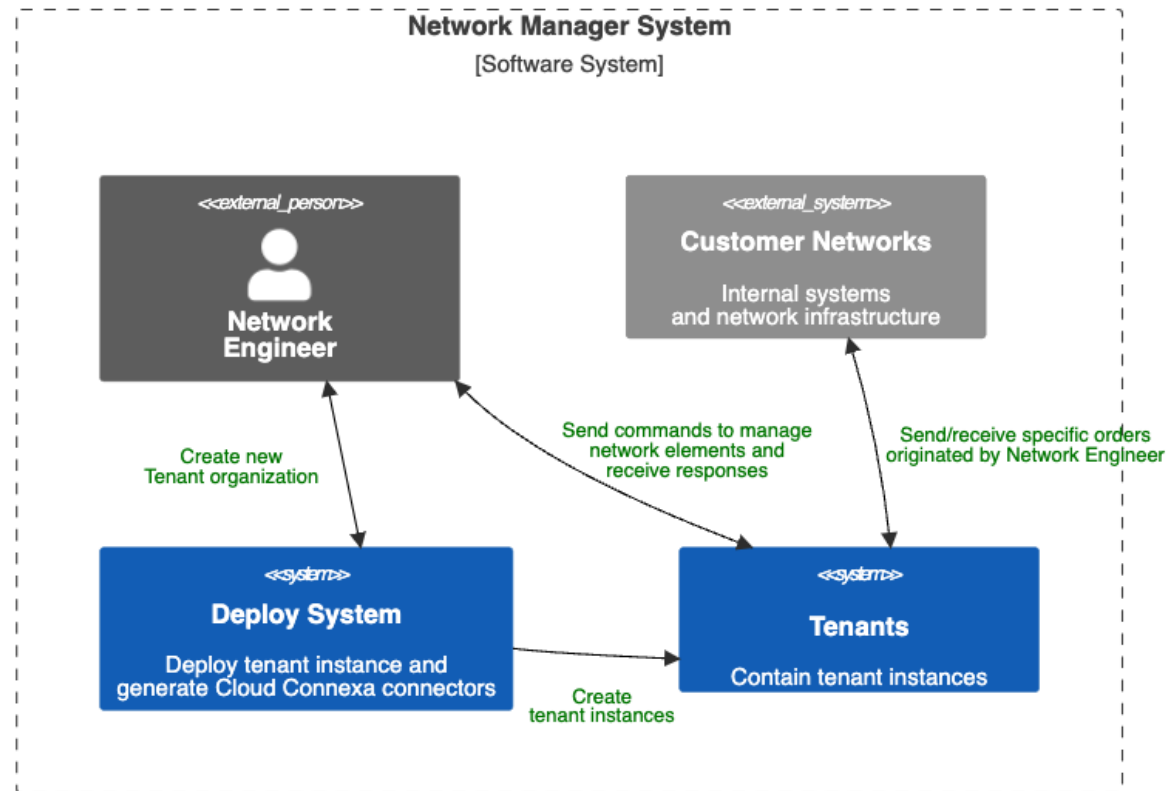 Network Manager System
[Software System]
<<external_person>>
Network
Engineer
<<external_system>>
Customer Networks
Internal systems
and network infrastructure
Create new
Tenant organization
Send commands to manage
network elements and
receive responses
Send/receive specific orders
originated by Network Engineer
<<system>>
Deploy System
Deploy tenant instance and
generate Cloud Connexa connectors
Create
tenant instances
<<system>>
Tenants
Contain tenant instances